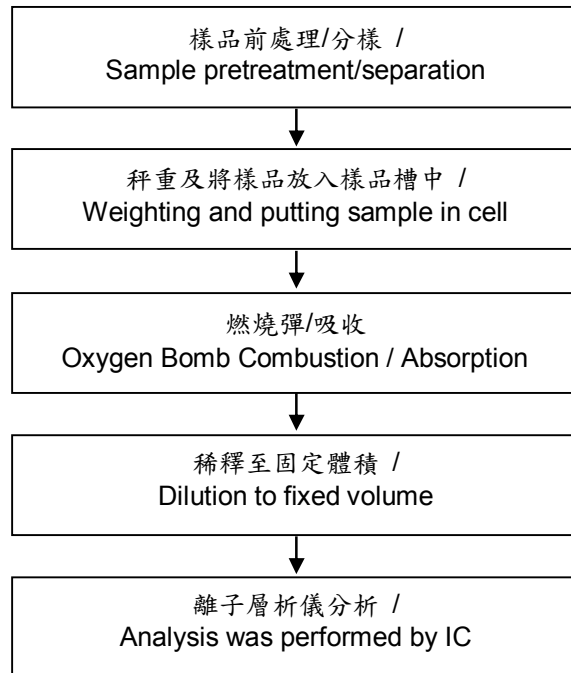 樣品前處理/分樣 /
Sample pretreatment/separation
秤重及將樣品放入樣品槽中 /
Weighting and putting sample in cell
燃燒彈/吸收
Oxygen Bomb Combustion / Absorption
稀釋至固定體積 /
Dilution to fixed volume
離子層析儀分析 /
Analysis was performed by IC